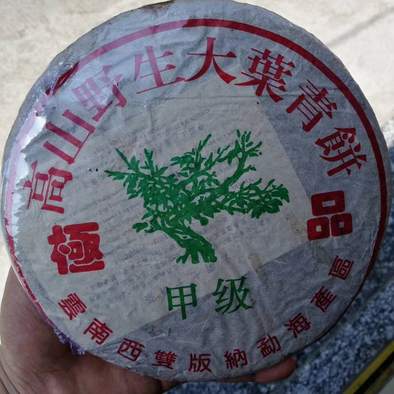 高山野生大葉青餅
極品
甲级
雲南西雙版納勐海產區